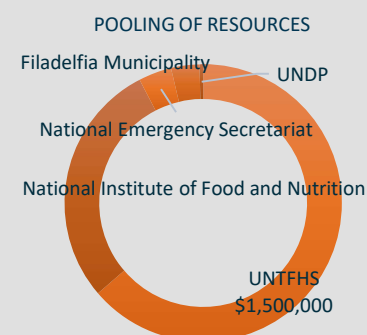 POOLING OF RESOURCES
Filadelfia Municipality
UNDP
National Emergency Secretariat
National Institute of Food and Nutrition
UNTFHS
$1,500,000